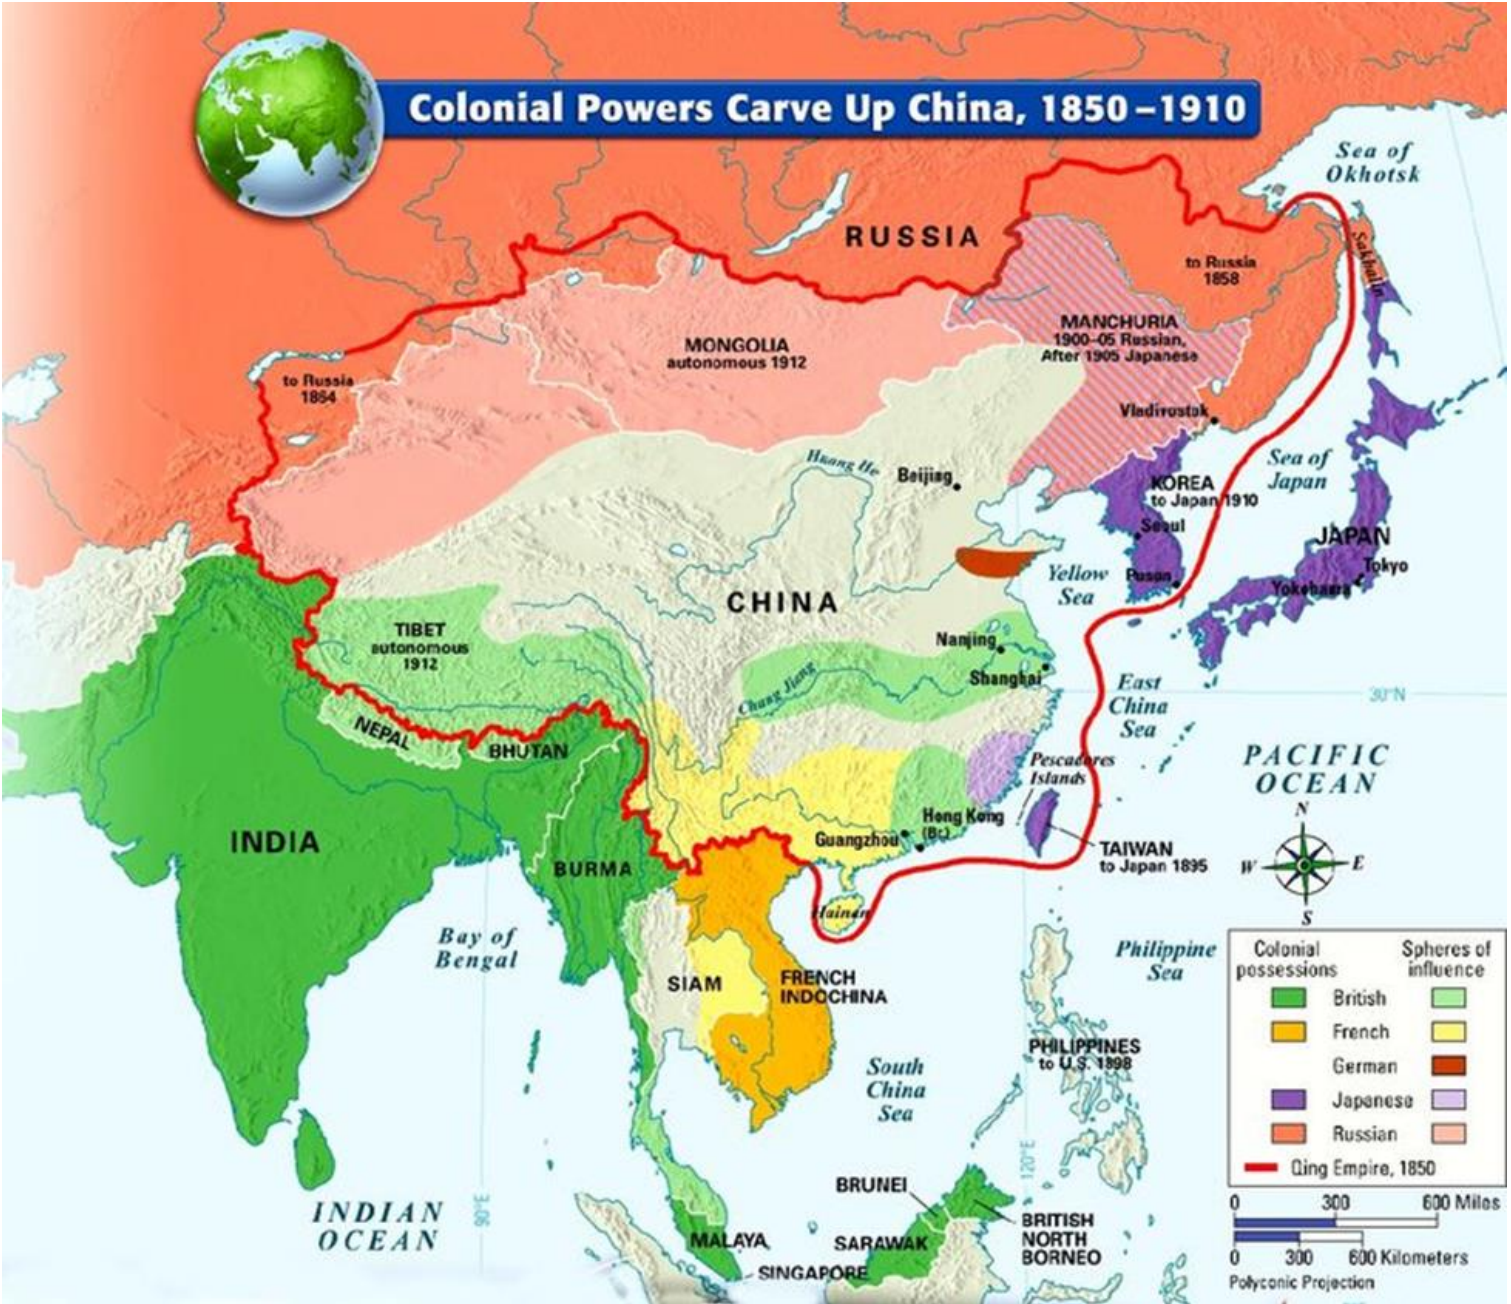 Colonial Powers Carve Up China, 1850–1910
Sea of
Okhotsk
RUSSIA
to Russia
1858
Sakhalin
MANCHURIA
1900–05 Russian,
After 1905 Japanese
MONGOLIA
autonomous 1912
to Russia
1864
Vladivostok
Huang He
Beijing
Sea of
Japan
KOREA
to Japan 1910
Seoul
JAPAN
Tokyo
Pusan
Yokohama
Yellow
Sea
CHINA
TIBET
autonomous
1912
Nanjing
Shanghai
Chang Jiang
East
China
Sea
30°N
NEPAL
BHUTAN
PACIFIC
OCEAN
Pescadores
Islands
INDIA
Hong Kong
(Br.)
Guangzhou
TAIWAN
to Japan 1895
BURMA
Hainan
N
W
E
S
Bay of
Bengal
SIAM
FRENCH
INDOCHINA
Philippine
Sea
PHILIPPINES
to U.S. 1898
South
China
Sea
120°E
90°E
INDIAN
OCEAN
BRUNEI
MALAYA
SARAWAK
SINGAPORE
BRITISH
NORTH
BORNEO
Colonial
possessions
Spheres of
influence
British
French
German
Japanese
Russian
Qing Empire, 1850
0 300 600 Miles
0 300 600 Kilometers
Polyconic Projection